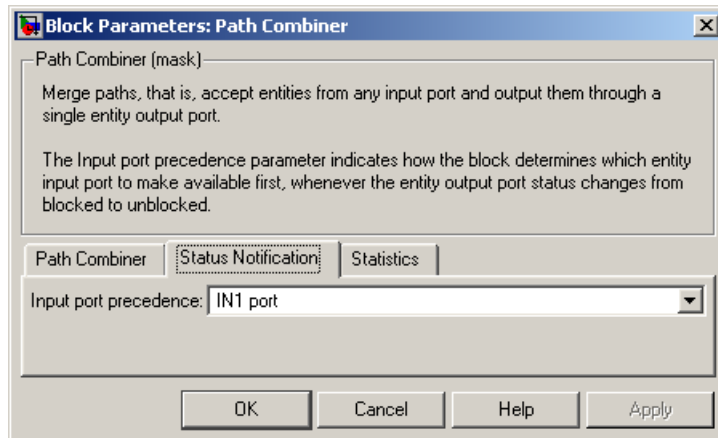 Block Parameters: Path Combiner
Path Combiner (mask)
Merge paths, that is, accept entities from any input port and output them through a
single entity output port.
The Input port precedence parameter indicates how the block determines which entity
input port to make available first, whenever the entity output port status changes from
blocked to unblocked.
Path Combiner Status Notification Statistics
Input port precedence: IN1 port
OK Cancel Help Apply